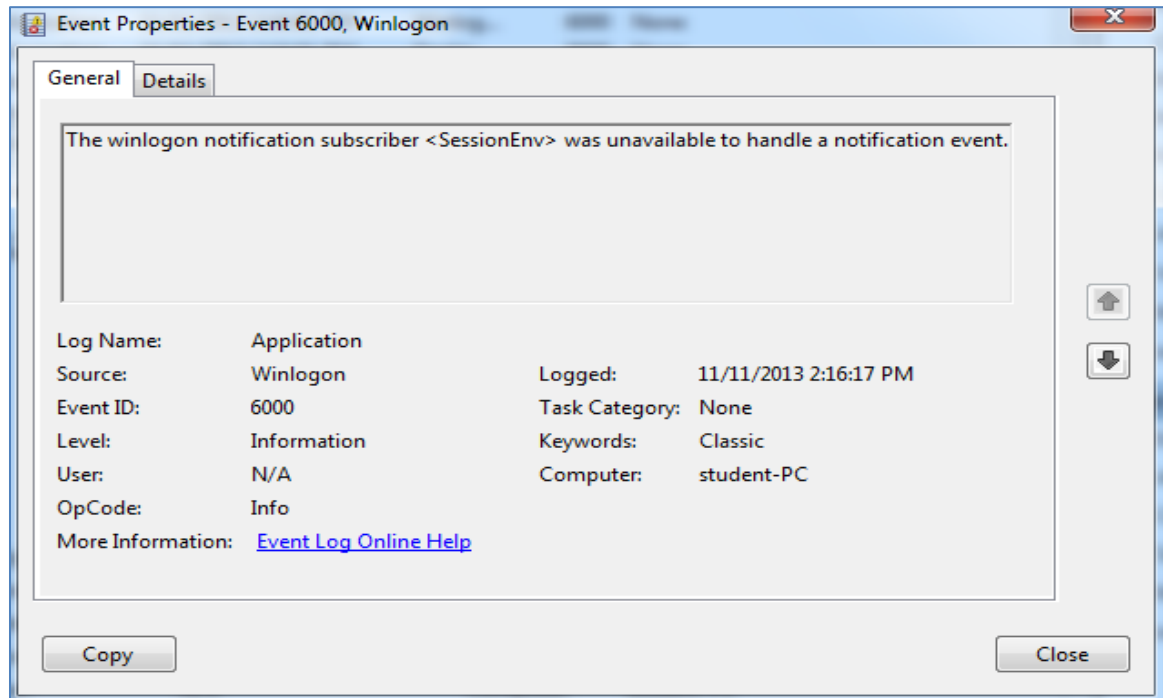 Event Properties - Event 6000, Winlogon
General Details
The winlogon notification subscriber <SessionEnv> was unavailable to handle a notification event.
Log Name: Application
Source: Winlogon Logged: 11/11/2013 2:16:17 PM
Event ID: 6000 Task Category: None
Level: Information Keywords: Classic
User: N/A Computer: student-PC
OpCode: Info
More Information: Event Log Online Help
Copy Close